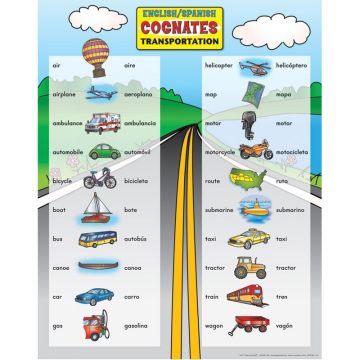 ENGLISH/SPANISH
COGNATES
TRANSPORTATION
air aire
airplane aeroplano
ambulance ambulancia
automobile automóvil
bicycle bicicleta
boat bote
bus autobús
canoe canoa
car carro
gas gasolina
helicopter helicóptero
map mapa
motor motor
motorcycle motocicleta
route ruta
submarine submarino
taxi taxi
tractor tractor
train tren
wagon vagón